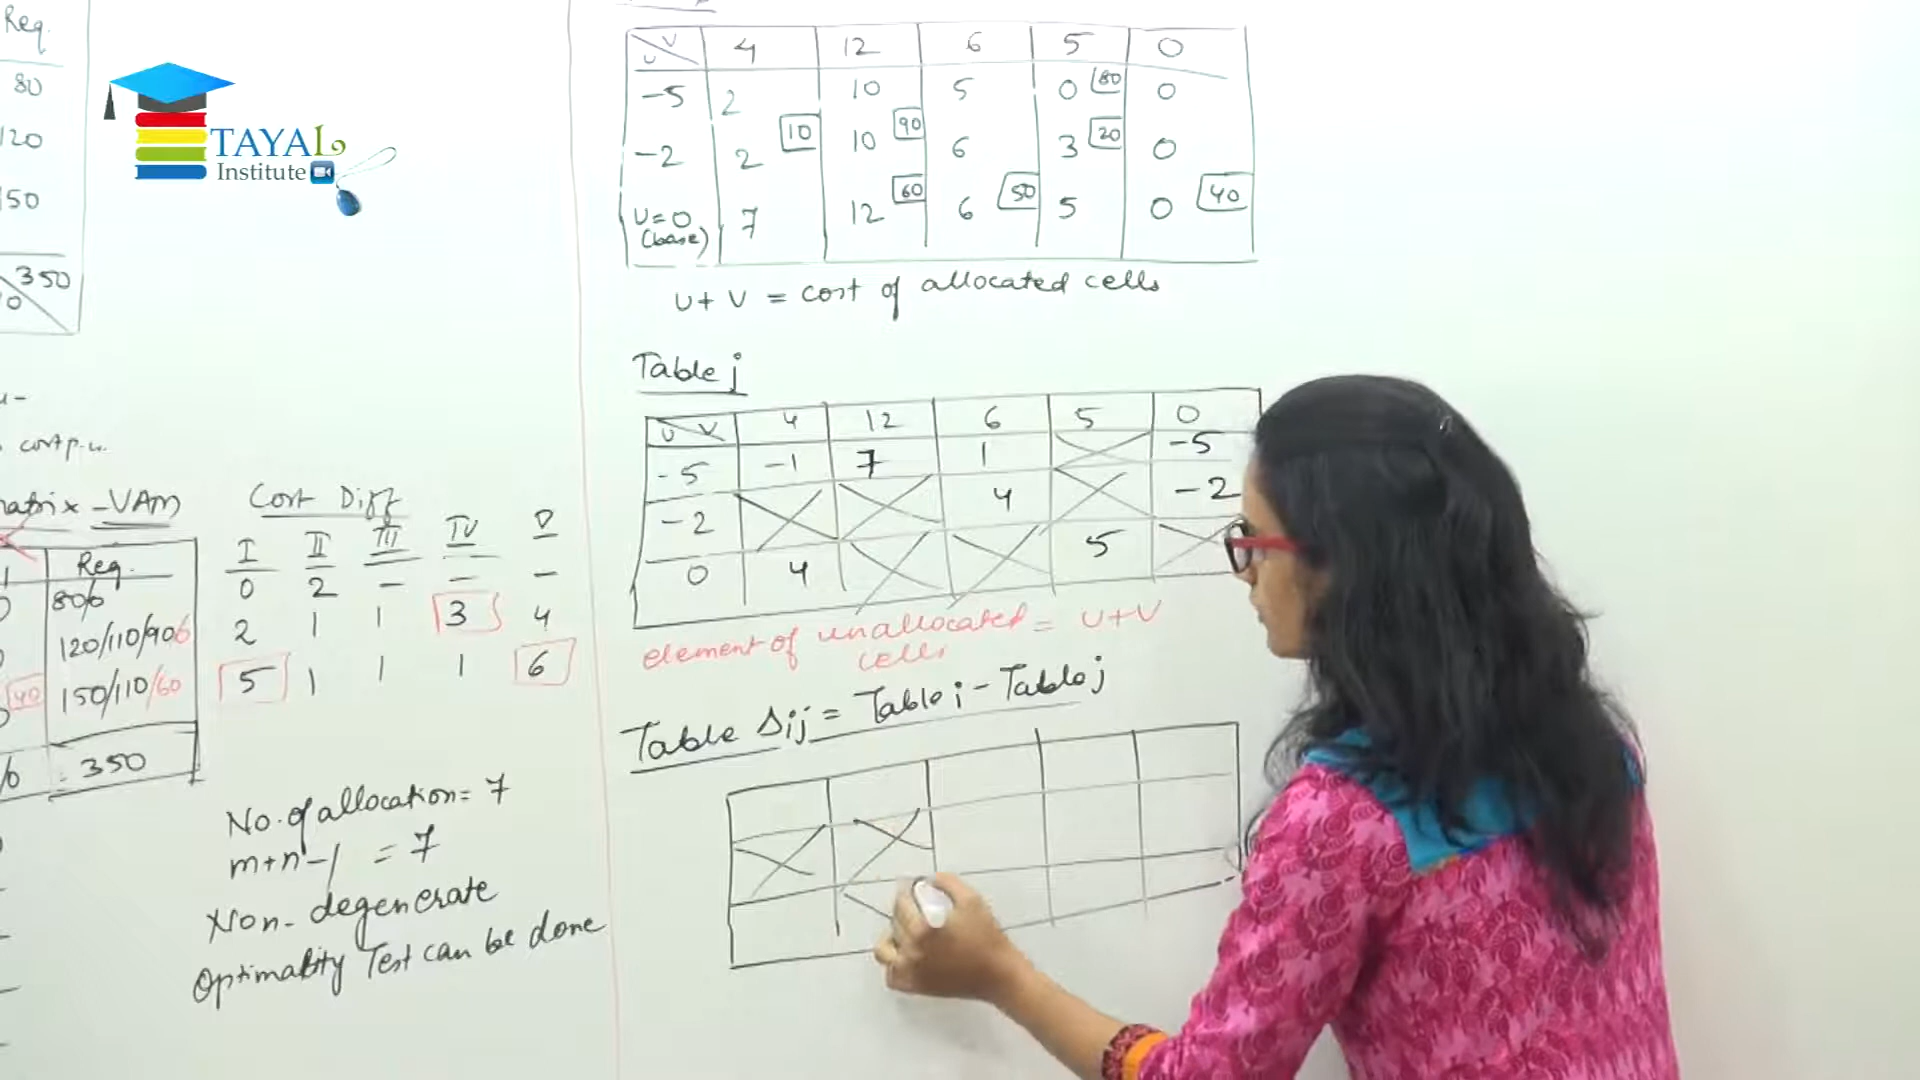 Req.
80
120
150
350
TAYAL
Institute
V
U
4 12 6 5 0
-5 2 10 5 0 80 0
-2 2 10 10 90 6 3 20 0
U=0 7 12 60 6 50 5 0 40
(base)
U+V = cost of allocated cells
Table j
U V 4 12 6 5 0
-5 -1 7 1 -5
-2 4 -2
0 4 5
element of unallocated = U+V
cells
Table Δij = Table i - Table j
cost p.u.
matrix - VAM
Req.
80/0
120/110/90
40 150/110/60
350
Cost Diff
I II III IV V
0 2 - - -
2 1 1 3 4
5 1 1 1 6
No. of allocation = 7
m+n-1 = 7
Non-degenerate
Optimality Test can be done